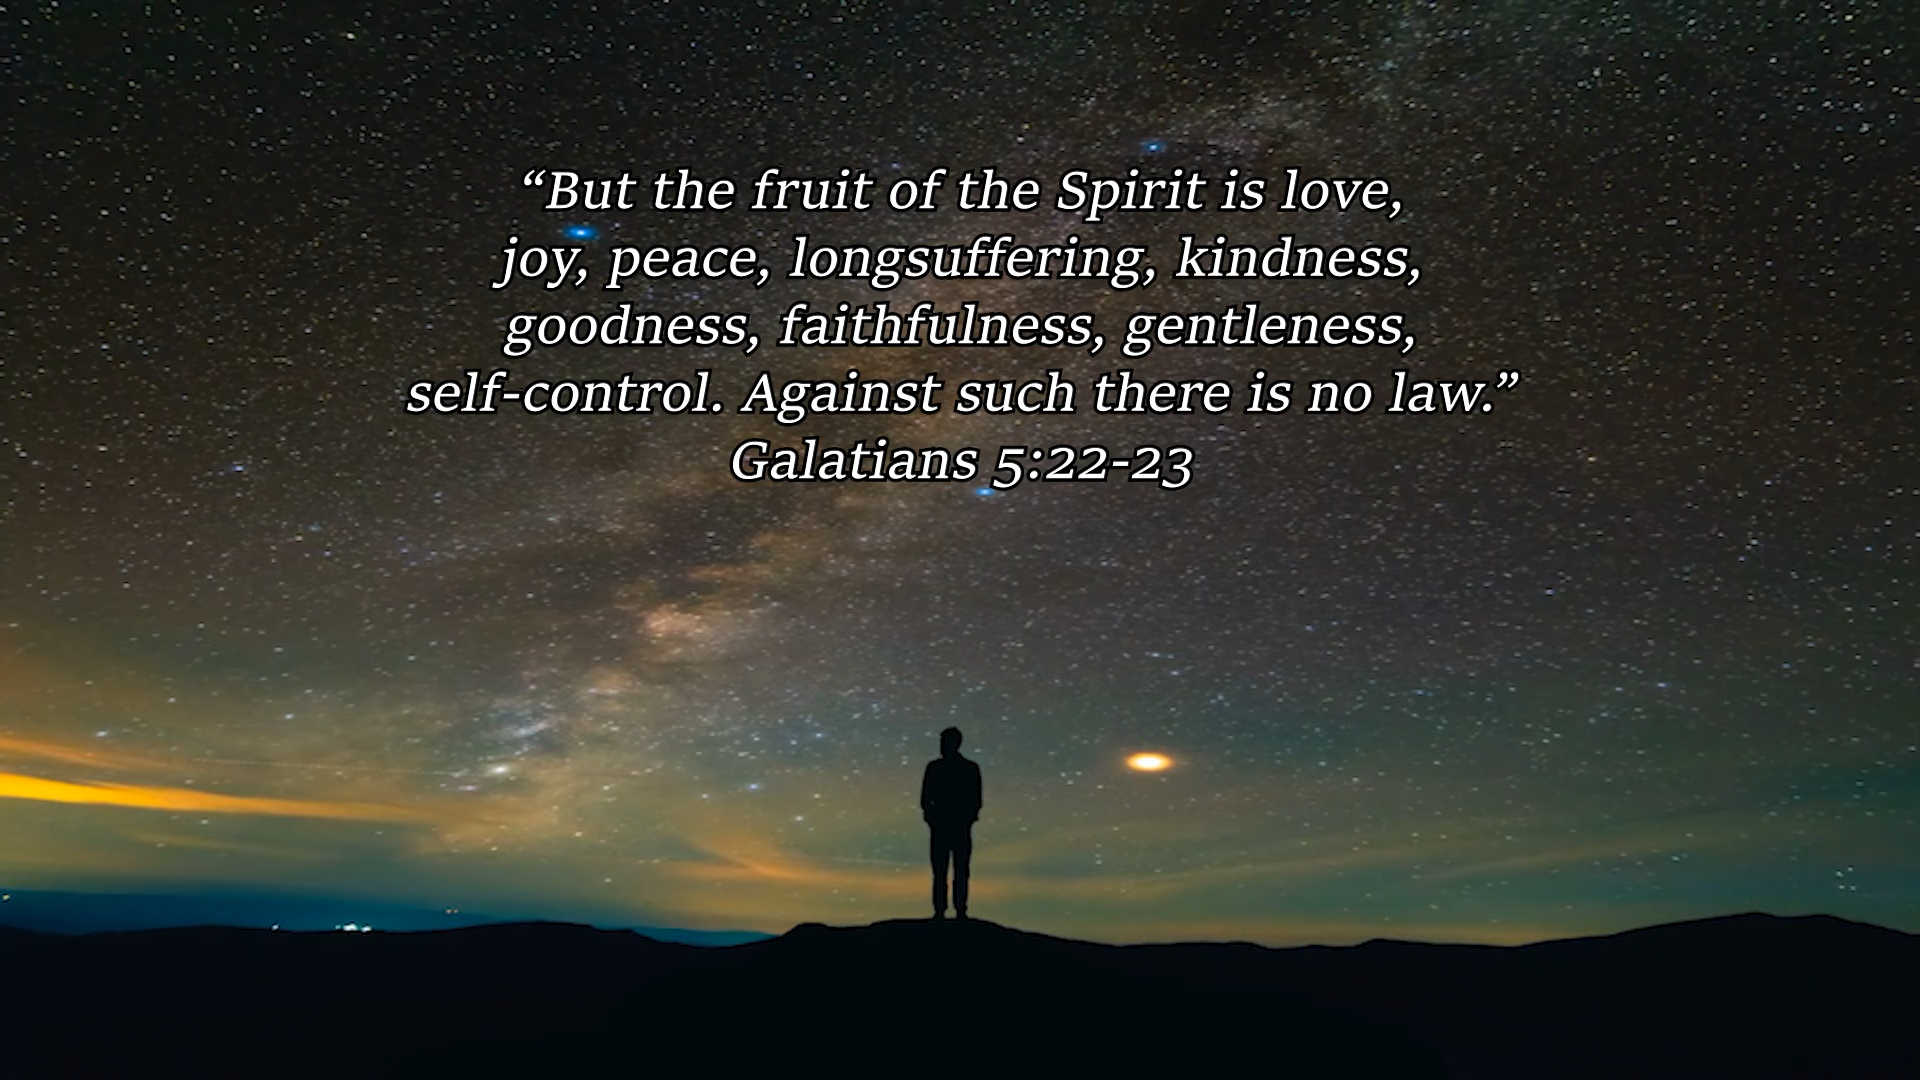 “But the fruit of the Spirit is love,
joy, peace, longsuffering, kindness,
goodness, faithfulness, gentleness,
self-control. Against such there is no law.”
Galatians 5:22-23